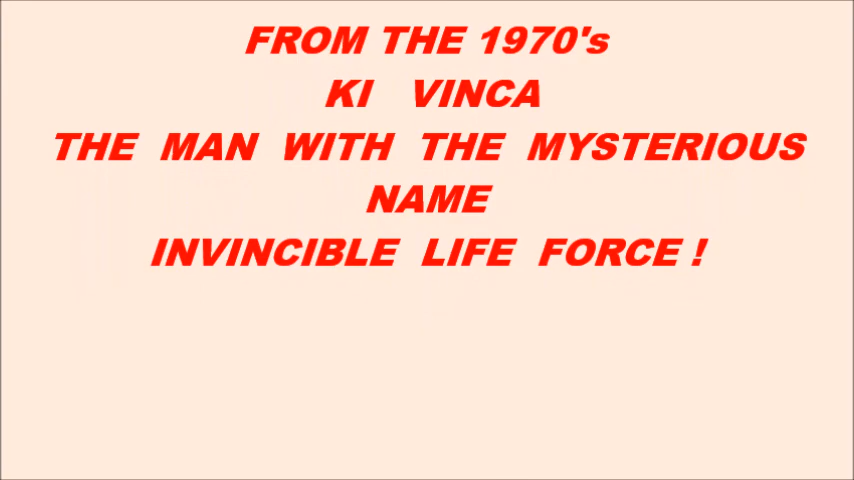 FROM THE 1970's
KI VINCA
THE MAN WITH THE MYSTERIOUS
NAME
INVINCIBLE LIFE FORCE !